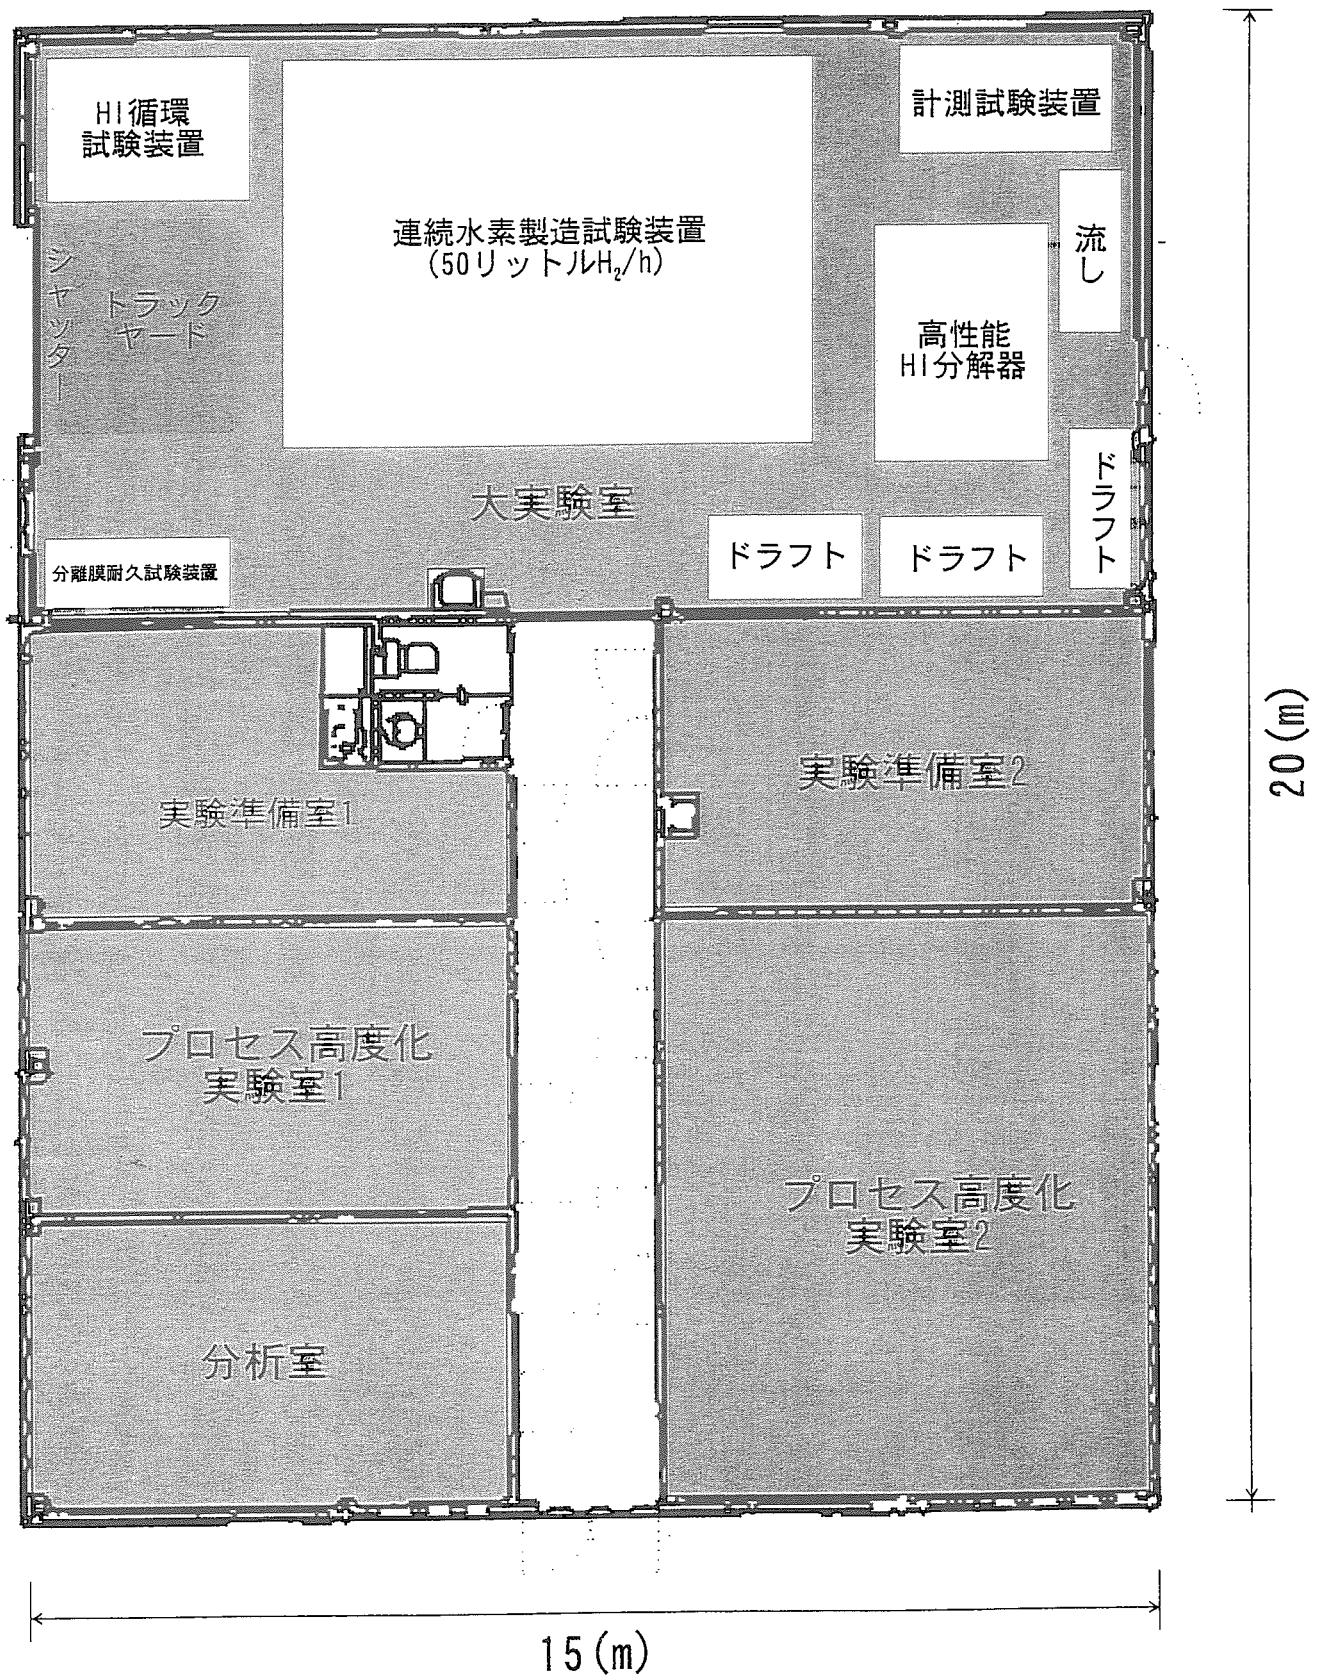 HI循環
試験装置
計測試験装置
連続水素製造試験装置
(50リットルH₂/h)
流し
シャッター
トラック
ヤード
高性能
HI分解器
大実験室
ドラフト
ドラフト
ドラフト
分離膜耐久試験装置
実験準備室1
実験準備室2
20(m)
プロセス高度化
実験室1
プロセス高度化
実験室2
分析室
15(m)